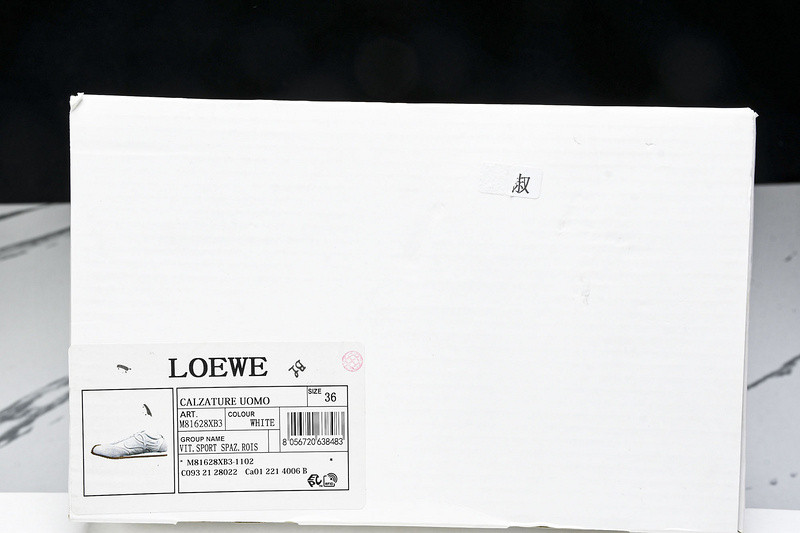 叔
LOEWE
CALZATURE UOMO
SIZE
36
ART.
M81628XB3
COLOUR
WHITE
GROUP NAME
VIT.SPORT SPAZ.ROIS
8 056720 638483
* M81628XB3-1102 *
C093 21 28022 Ca01 221 4006 B